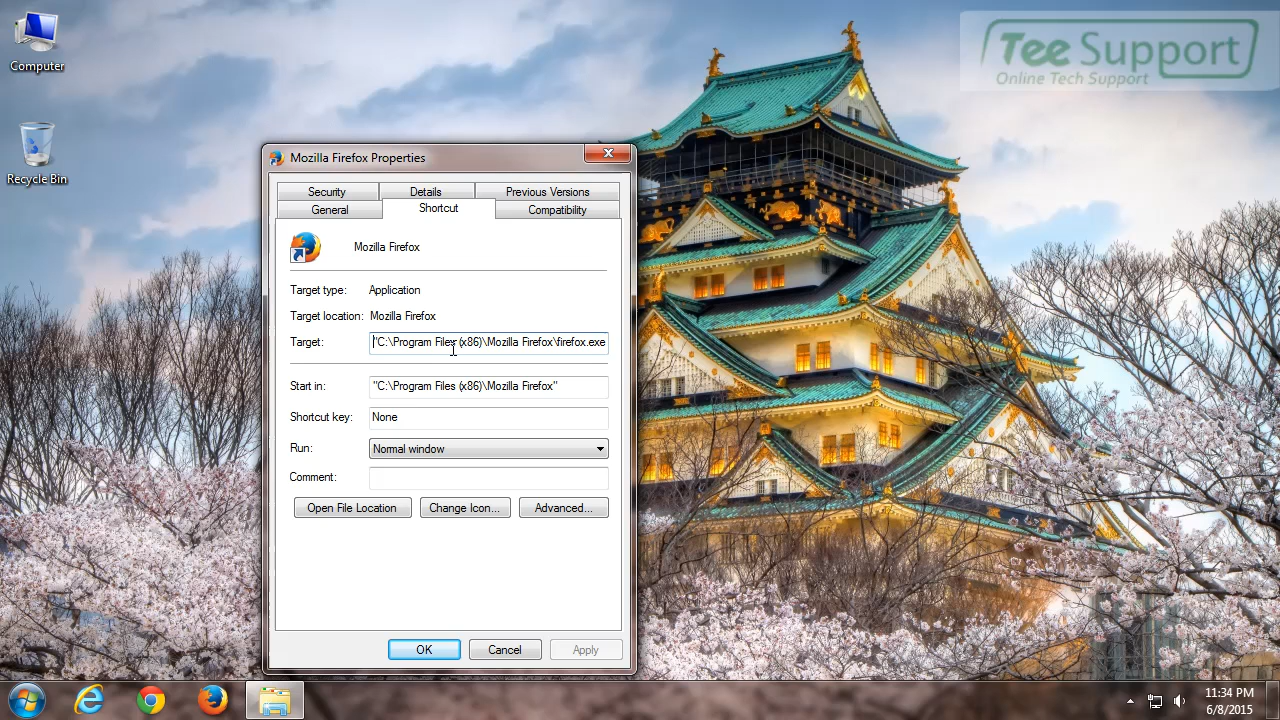 Computer
Recycle Bin
Tee Support
Online Tech Support
Mozilla Firefox Properties
Security Details Previous Versions
General Shortcut Compatibility
Mozilla Firefox
Target type: Application
Target location: Mozilla Firefox
Target: "C:\Program Files (x86)\Mozilla Firefox\firefox.exe
Start in: "C:\Program Files (x86)\Mozilla Firefox"
Shortcut key: None
Run: Normal window
Comment:
Open File Location Change Icon... Advanced...
OK Cancel Apply
11:34 PM
6/8/2015